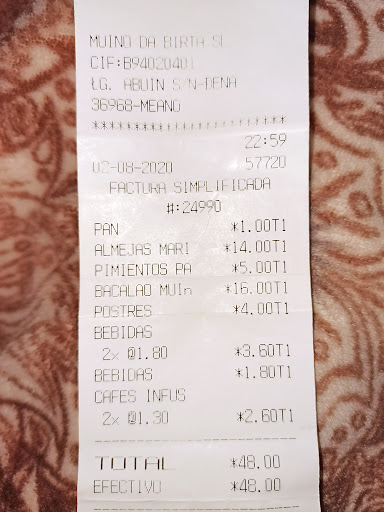 MUIÑO DA BIRTA SL
CIF:B94020401
LG. ABUIN S/N-DENA
36968-MEAÑO
************************
22:59
02-08-2020 57720
FACTURA SIMPLIFICADA
#:24990
PAN *1.00T1
ALMEJAS MARI *14.00T1
PIMIENTOS PA *5.00T1
BACALAO MUIn *16.00T1
POSTRES *4.00T1
BEBIDAS
2x @1.80 *3.60T1
BEBIDAS *1.80T1
CAFES INFUS
2x @1.30 *2.60T1
TOTAL *48.00
EFECTIVO *48.00